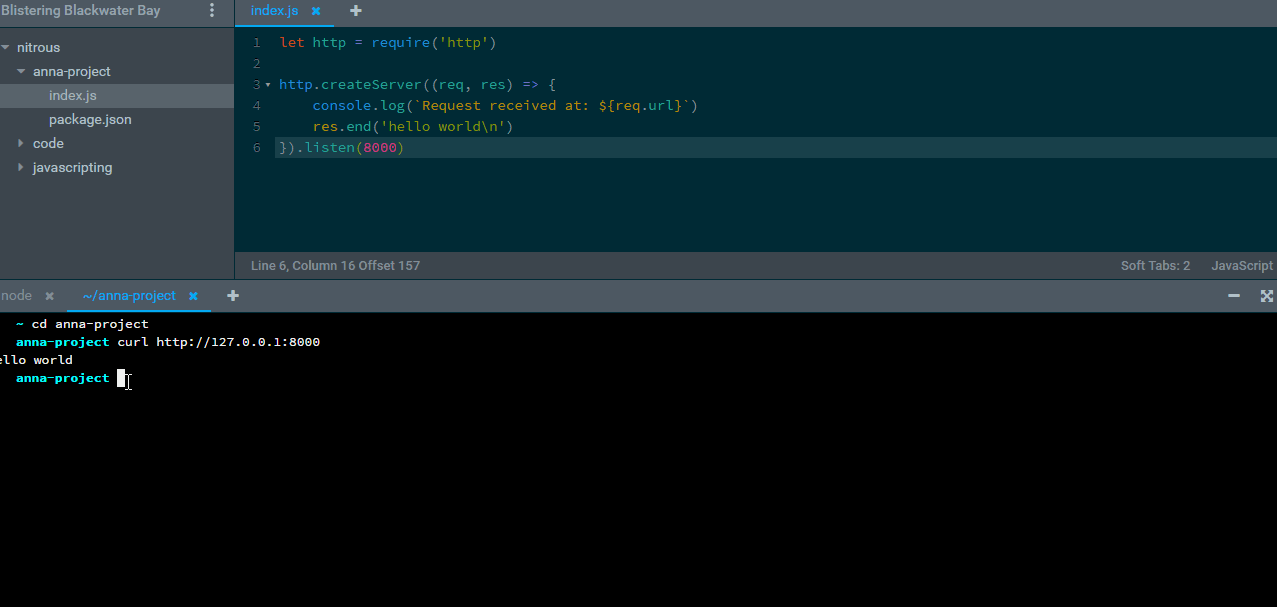 Blistering Blackwater Bay
index.js
nitrous
anna-project
index.js
package.json
code
javascripting
1 let http = require('http')
2
3 http.createServer((req, res) => {
4 console.log(`Request received at: ${req.url}`)
5 res.end('hello world\n')
6 }).listen(8000)
Line 6, Column 16 Offset 157
Soft Tabs: 2 JavaScript
node ~/anna-project
~ cd anna-project
anna-project curl http://127.0.0.1:8000
ello world
anna-project